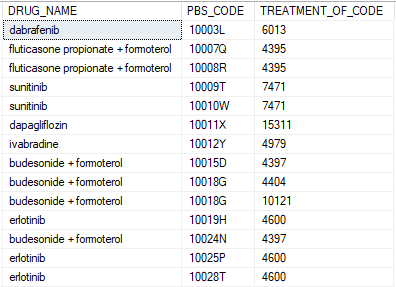 DRUG_NAME PBS_CODE TREATMENT_OF_CODE
dabrafenib 10003L 6013
fluticasone propionate + formoterol 10007Q 4395
fluticasone propionate + formoterol 10008R 4395
sunitinib 10009T 7471
sunitinib 10010W 7471
dapagliflozin 10011X 15311
ivabradine 10012Y 4979
budesonide + formoterol 10015D 4397
budesonide + formoterol 10018G 4404
budesonide + formoterol 10018G 10121
erlotinib 10019H 4600
budesonide + formoterol 10024N 4397
erlotinib 10025P 4600
erlotinib 10028T 4600